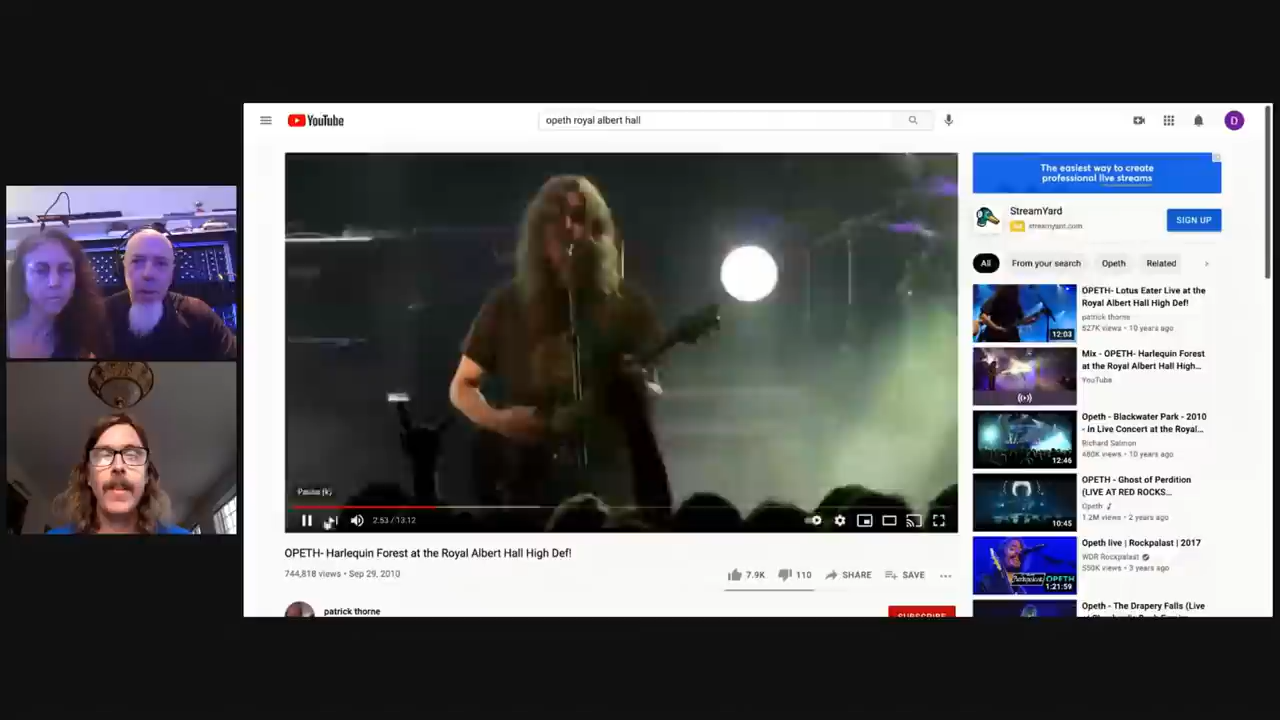 YouTube
opeth royal albert hall
D
The easiest way to create
professional live streams
StreamYard
Ad streamyard.com
SIGN UP
All
From your search
Opeth
Related
OPETH- Lotus Eater Live at the
Royal Albert Hall High Def!
patrick thorne
527K views • 10 years ago
12:03
Mix - OPETH- Harlequin Forest
at the Royal Albert Hall High...
YouTube
Opeth - Blackwater Park - 2010
- in Live Concert at the Royal...
Richard Salmon
480K views • 10 years ago
12:46
OPETH - Ghost of Perdition
(LIVE AT RED ROCKS...
Opeth
1.2M views • 2 years ago
10:45
Opeth live | Rockpalast | 2017
WDR Rockpalast
550K views • 3 years ago
OPETH
1:21:59
Opeth - The Drapery Falls (Live
Pause (k)
2:53 / 13:12
OPETH- Harlequin Forest at the Royal Albert Hall High Def!
744,818 views • Sep 29, 2010
7.9K
110
SHARE
SAVE
patrick thorne
SUBSCRIBE